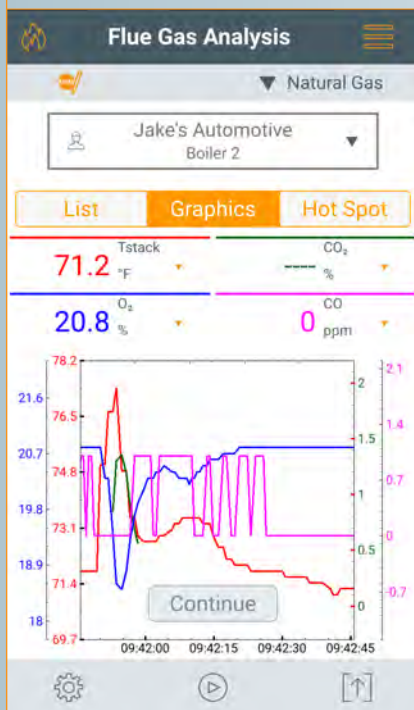 Flue Gas Analysis
Natural Gas
Jake's Automotive
Boiler 2
List Graphics Hot Spot
Tstack CO₂
71.2 °F ---- %
O₂ CO
20.8 % 0 ppm
78.2 2.1
21.6 2
76.5 1.4
20.7 1.5
74.8 0.7
19.8 1
73.1 0
18.9 0.5
71.4 -0.7
Continue
18 0
69.7
09:42:00 09:42:15 09:42:30 09:42:45